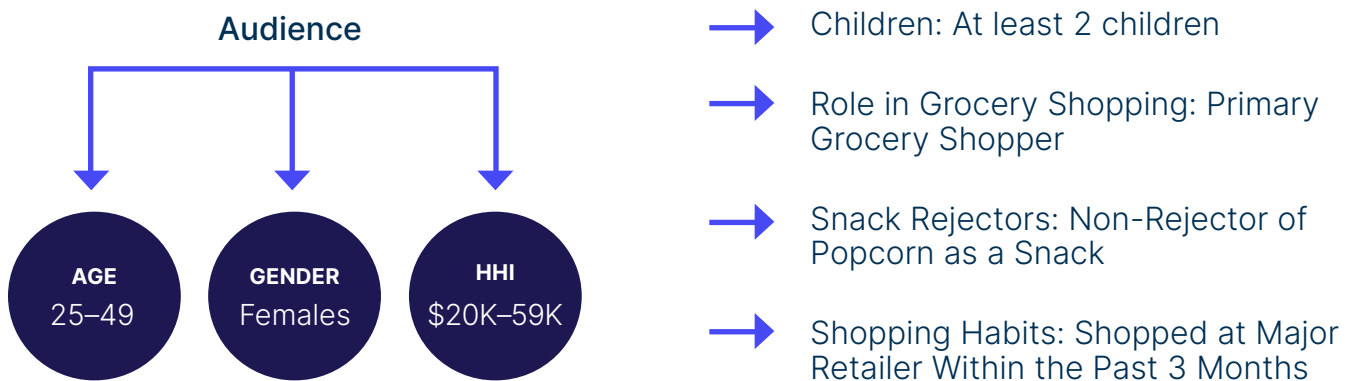 Audience
AGE
25–49
GENDER
Females
HHI
$20K–59K
Children: At least 2 children
Role in Grocery Shopping: Primary
Grocery Shopper
Snack Rejectors: Non-Rejector of
Popcorn as a Snack
Shopping Habits: Shopped at Major
Retailer Within the Past 3 Months